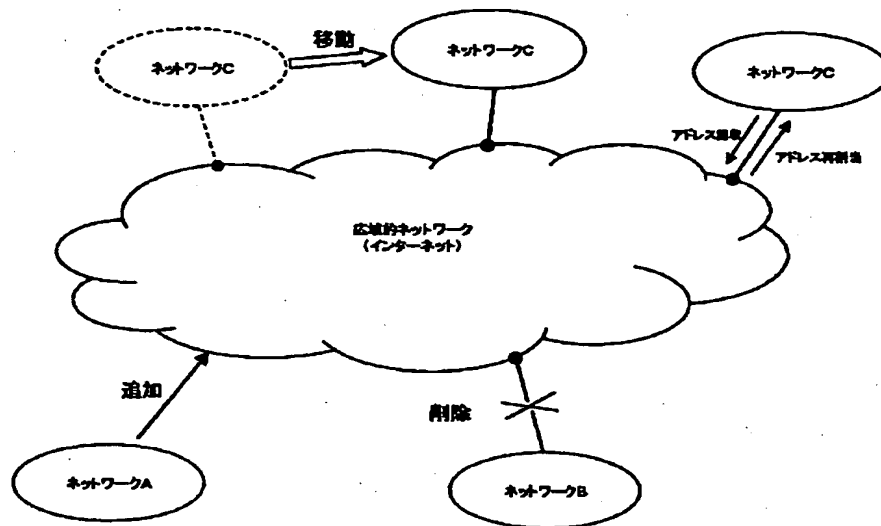 移動
ネットワークC
ネットワークC
ネットワークC
アドレス回収
アドレス再割当
広域的ネットワーク
（インターネット）
追加
削除
ネットワークA
ネットワークB